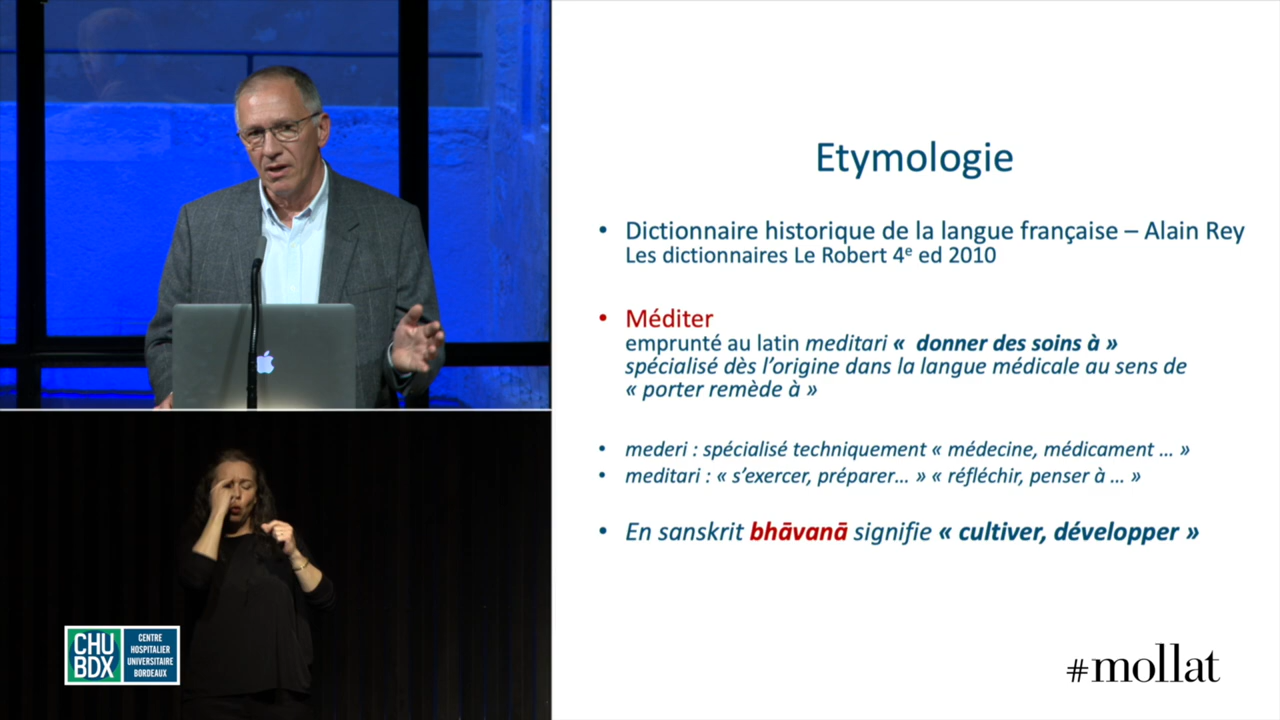 Etymologie
• Dictionnaire historique de la langue française – Alain Rey
Les dictionnaires Le Robert 4e ed 2010
• Méditer
emprunté au latin meditari « donner des soins à »
spécialisé dès l’origine dans la langue médicale au sens de
« porter remède à »
• mederi : spécialisé techniquement « médecine, médicament … »
• meditari : « s’exercer, préparer… » « réfléchir, penser à … »
• En sanskrit bhāvanā signifie « cultiver, développer »
CHU
BDX
CENTRE
HOSPITALIER
UNIVERSITAIRE
BORDEAUX
#mollat